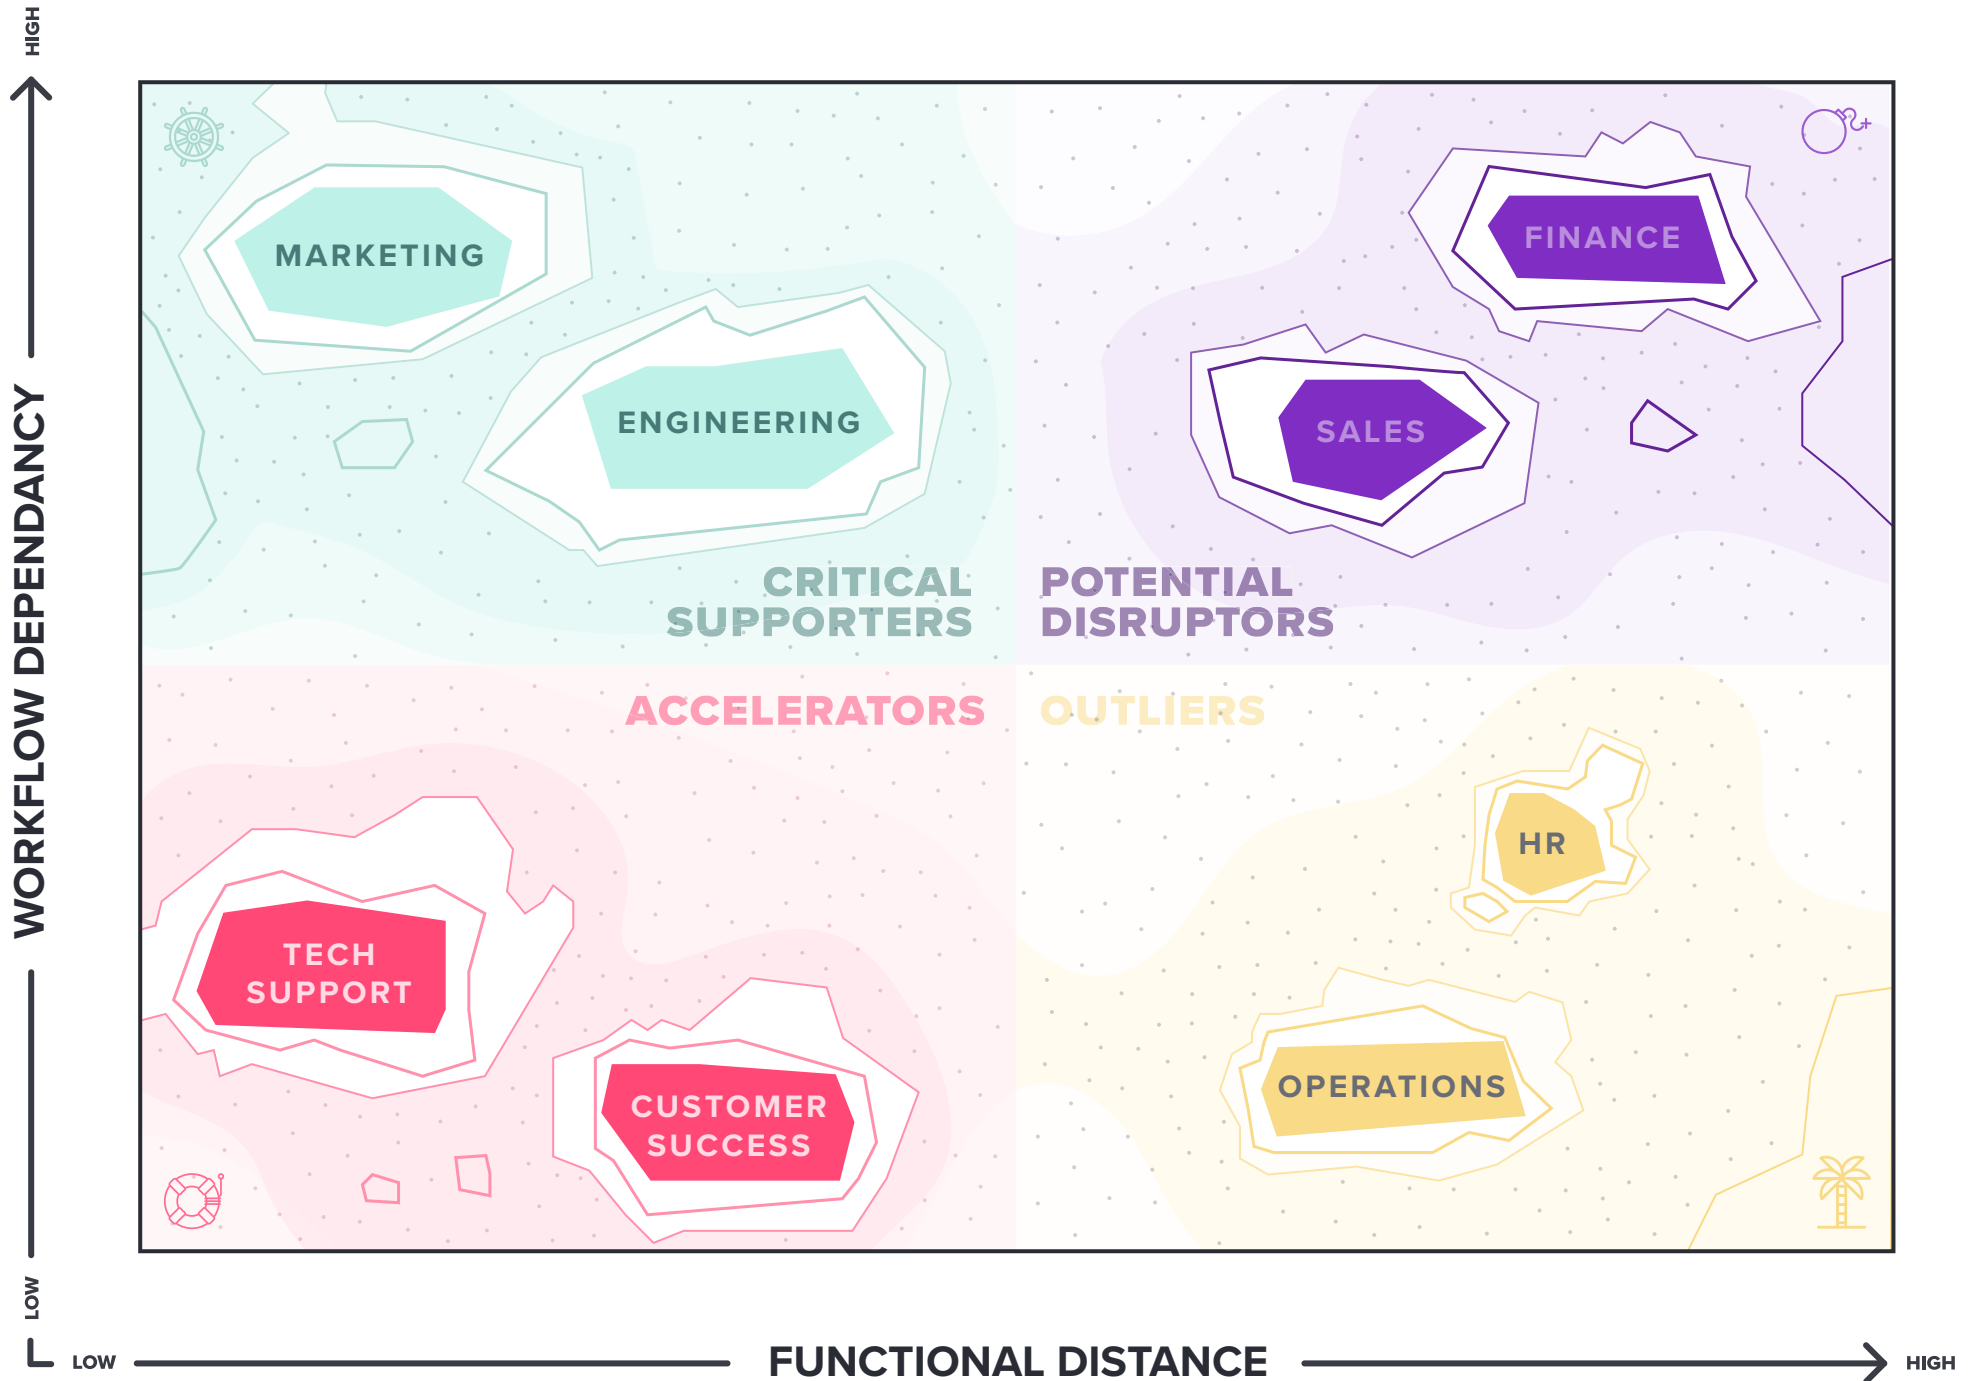 HIGH
WORKFLOW DEPENDANCY
LOW
MARKETING
ENGINEERING
CRITICAL
SUPPORTERS
FINANCE
SALES
POTENTIAL
DISRUPTORS
ACCELERATORS
TECH
SUPPORT
CUSTOMER
SUCCESS
OUTLIERS
HR
OPERATIONS
LOW
FUNCTIONAL DISTANCE
HIGH